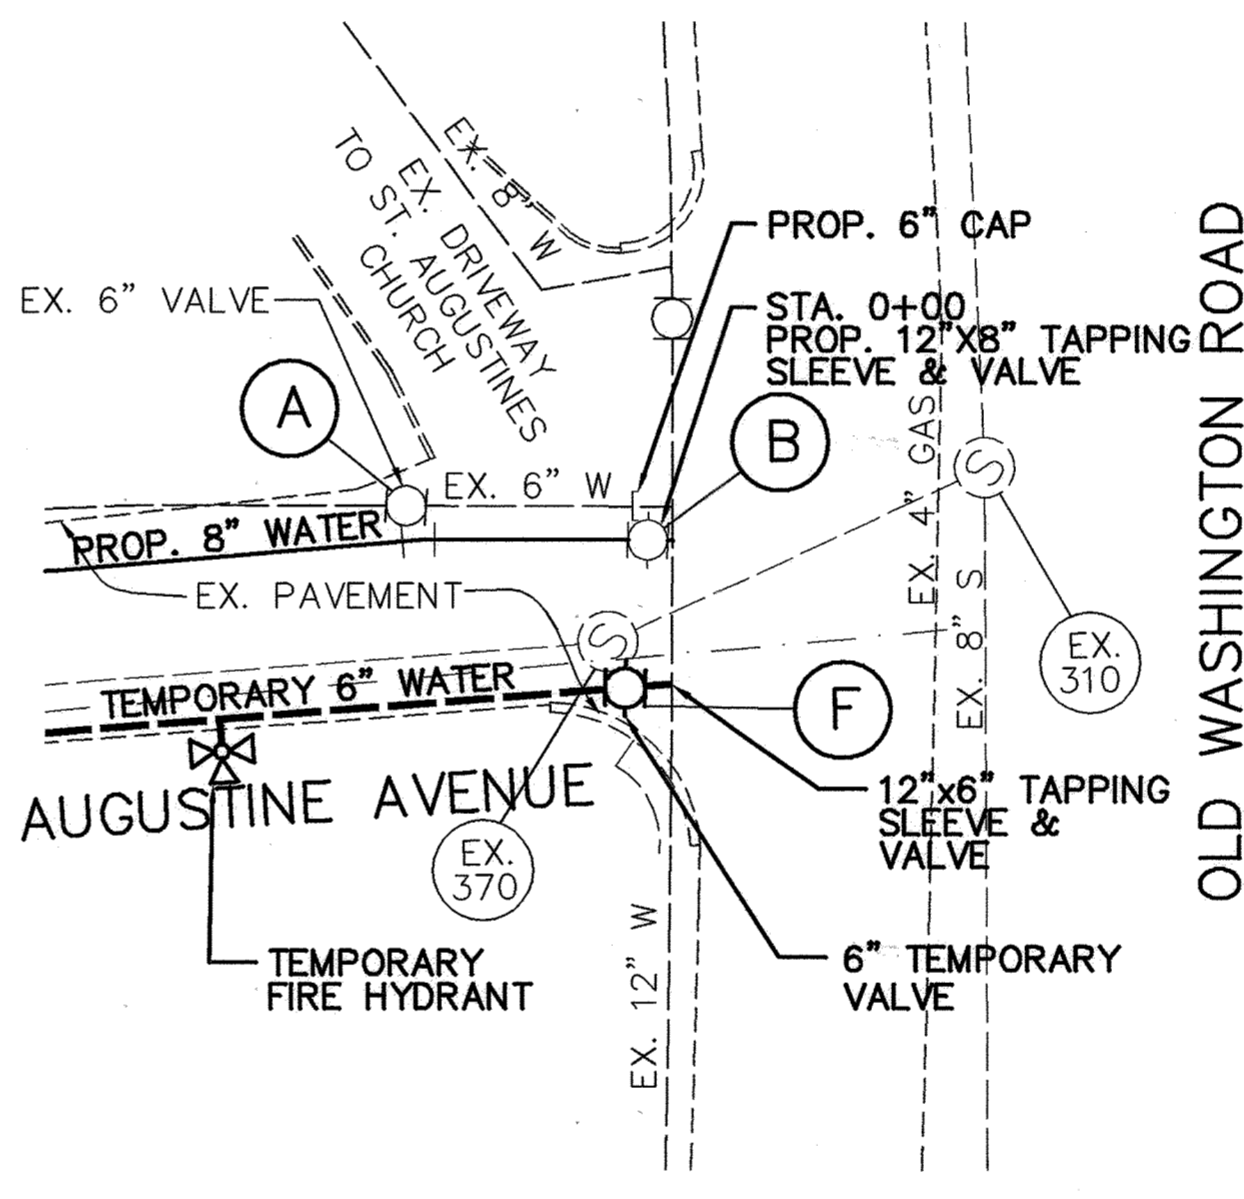 EX. 8" W
EX. DRIVEWAY
TO ST. AUGUSTINES
CHURCH
PROP. 6" CAP
EX. 6" VALVE
STA. 0+00
PROP. 12"X8" TAPPING
SLEEVE & VALVE
A
B
EX. 6" W
EX. 4" GAS
S
PROP. 8" WATER
EX. PAVEMENT
S
EX. 8" S
EX.
310
TEMPORARY 6" WATER
F
AUGUSTINE AVENUE
12"x6" TAPPING
SLEEVE &
VALVE
EX.
370
EX. 12" W
TEMPORARY
FIRE HYDRANT
6" TEMPORARY
VALVE
OLD WASHINGTON ROAD